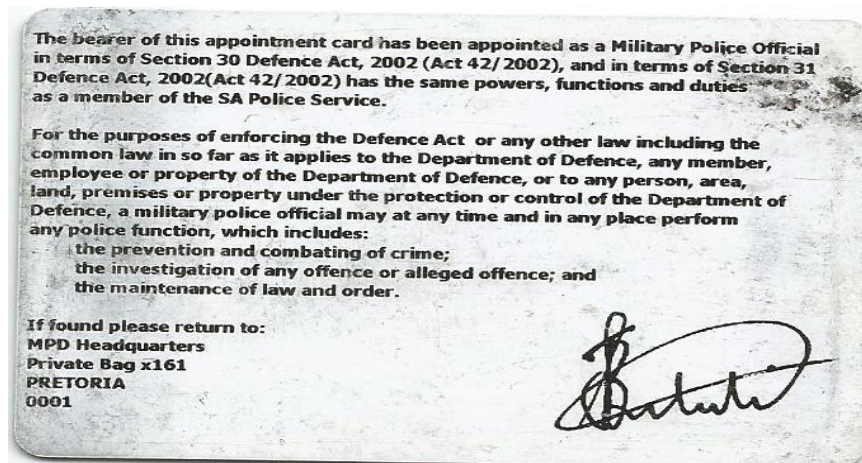 The bearer of this appointment card has been appointed as a Military Police Official
in terms of Section 30 Defence Act, 2002 (Act 42/2002), and in terms of Section 31
Defence Act, 2002(Act 42/2002) has the same powers, functions and duties
as a member of the SA Police Service.
For the purposes of enforcing the Defence Act or any other law including the
common law in so far as it applies to the Department of Defence, any member,
employee or property of the Department of Defence, or to any person, area,
land, premises or property under the protection or control of the Department of
Defence, a military police official may at any time and in any place perform
any police function, which includes:
the prevention and combating of crime;
the investigation of any offence or alleged offence; and
the maintenance of law and order.
If found please return to:
MPD Headquarters
Private Bag x161
PRETORIA
0001